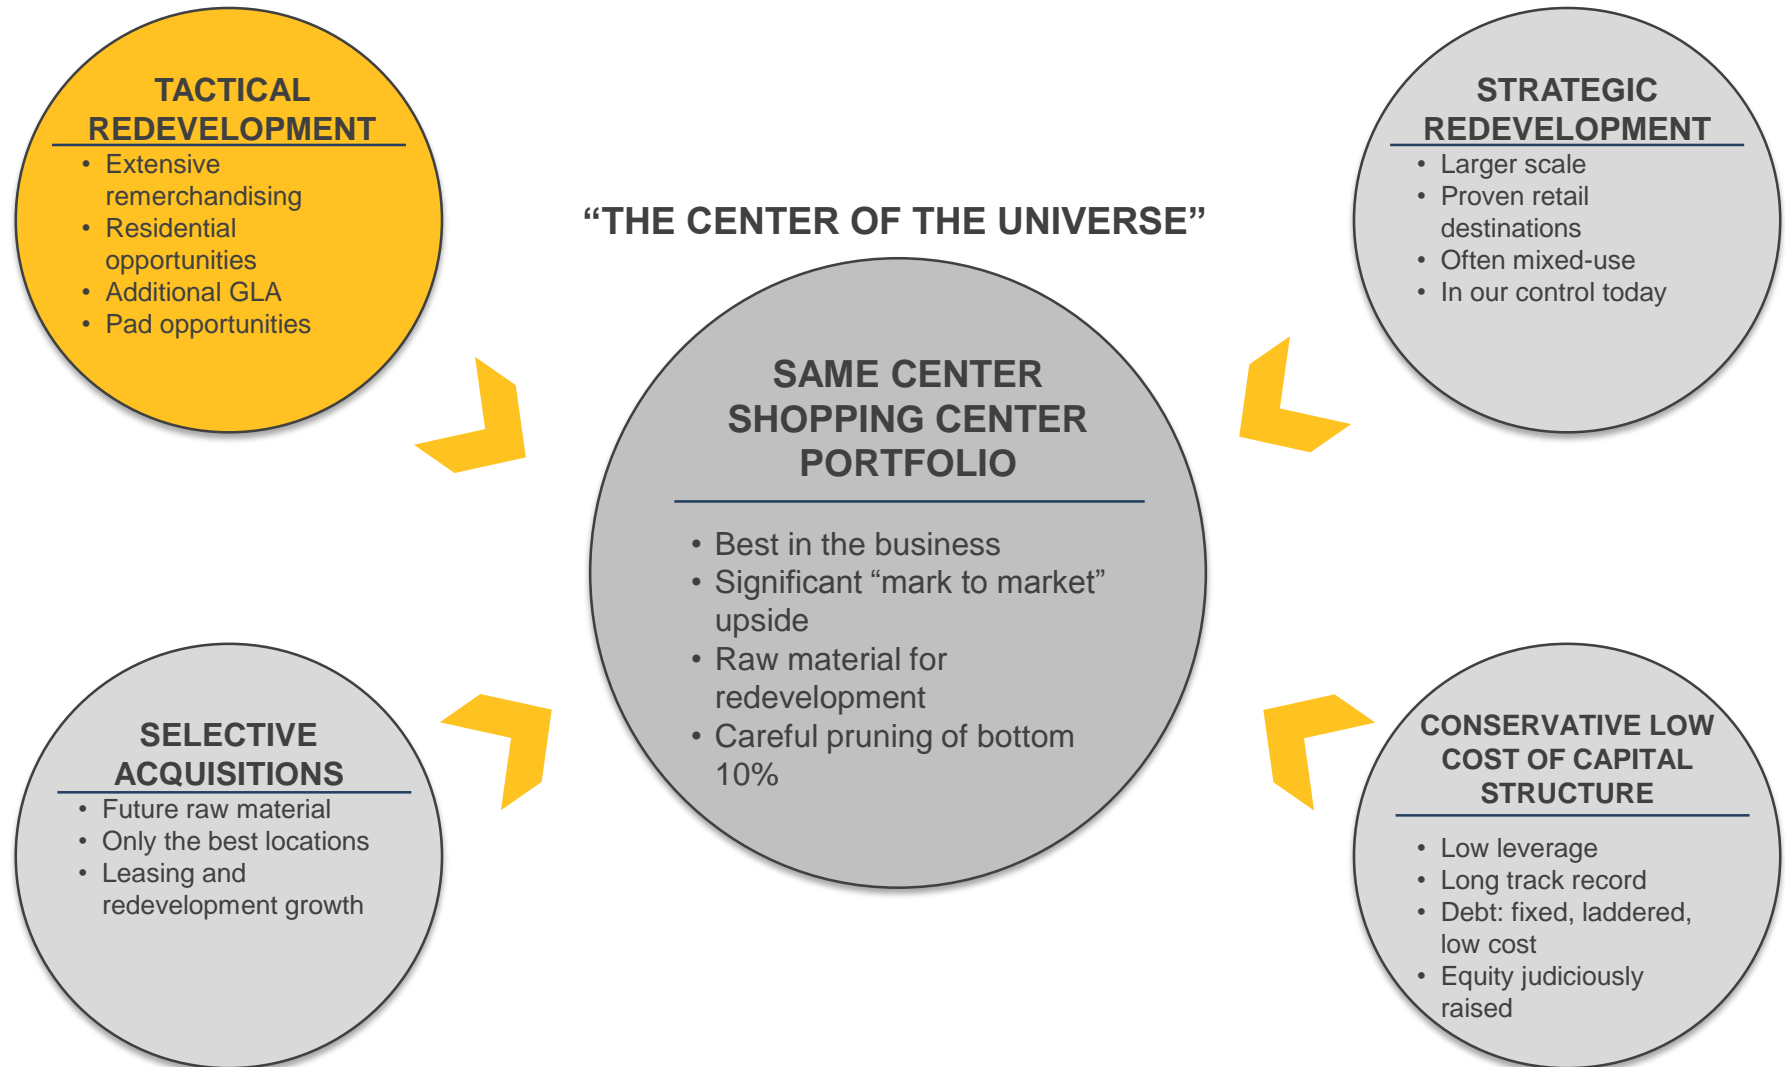 TACTICAL
REDEVELOPMENT
• Extensive
remerchandising
• Residential
opportunities
• Additional GLA
• Pad opportunities
STRATEGIC
REDEVELOPMENT
• Larger scale
• Proven retail
destinations
• Often mixed-use
• In our control today
“THE CENTER OF THE UNIVERSE”
SAME CENTER
SHOPPING CENTER
PORTFOLIO
• Best in the business
• Significant “mark to market”
upside
• Raw material for
redevelopment
• Careful pruning of bottom
10%
SELECTIVE
ACQUISITIONS
• Future raw material
• Only the best locations
• Leasing and
redevelopment growth
CONSERVATIVE LOW
COST OF CAPITAL
STRUCTURE
• Low leverage
• Long track record
• Debt: fixed, laddered,
low cost
• Equity judiciously
raised